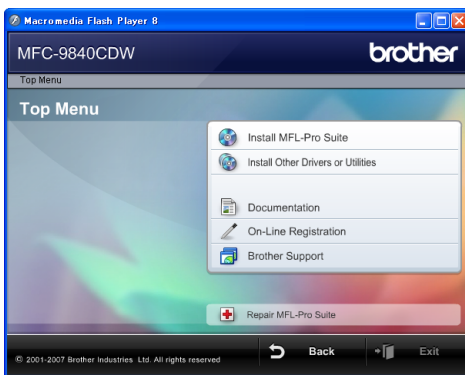 Macromedia Flash Player 8
MFC-9840CDW
brother
Top Menu
Top Menu
Install MFL-Pro Suite
Install Other Drivers or Utilities
Documentation
On-Line Registration
Brother Support
Repair MFL-Pro Suite
© 2001-2007 Brother Industries Ltd. All rights reserved
Back
Exit